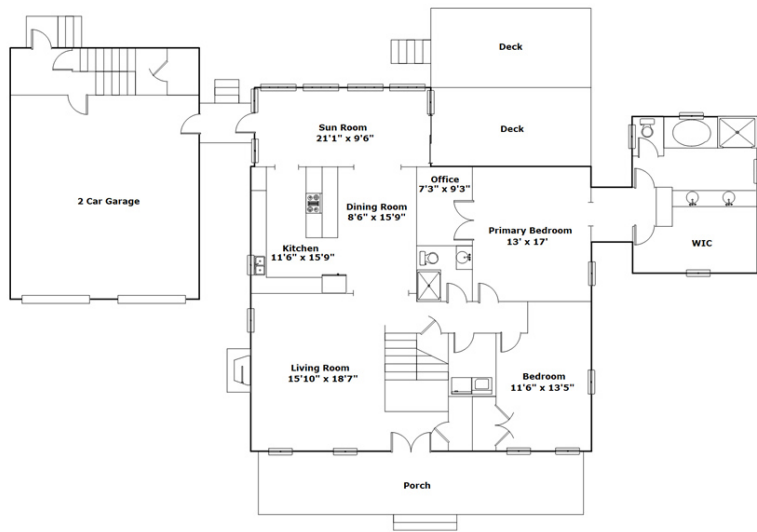 Deck
Deck
Sun Room
21'1" x 9'6"
Office
7'3" x 9'3"
2 Car Garage
Dining Room
8'6" x 15'9"
Primary Bedroom
13' x 17'
Kitchen
11'6" x 15'9"
WIC
Living Room
15'10" x 18'7"
Bedroom
11'6" x 13'5"
Porch